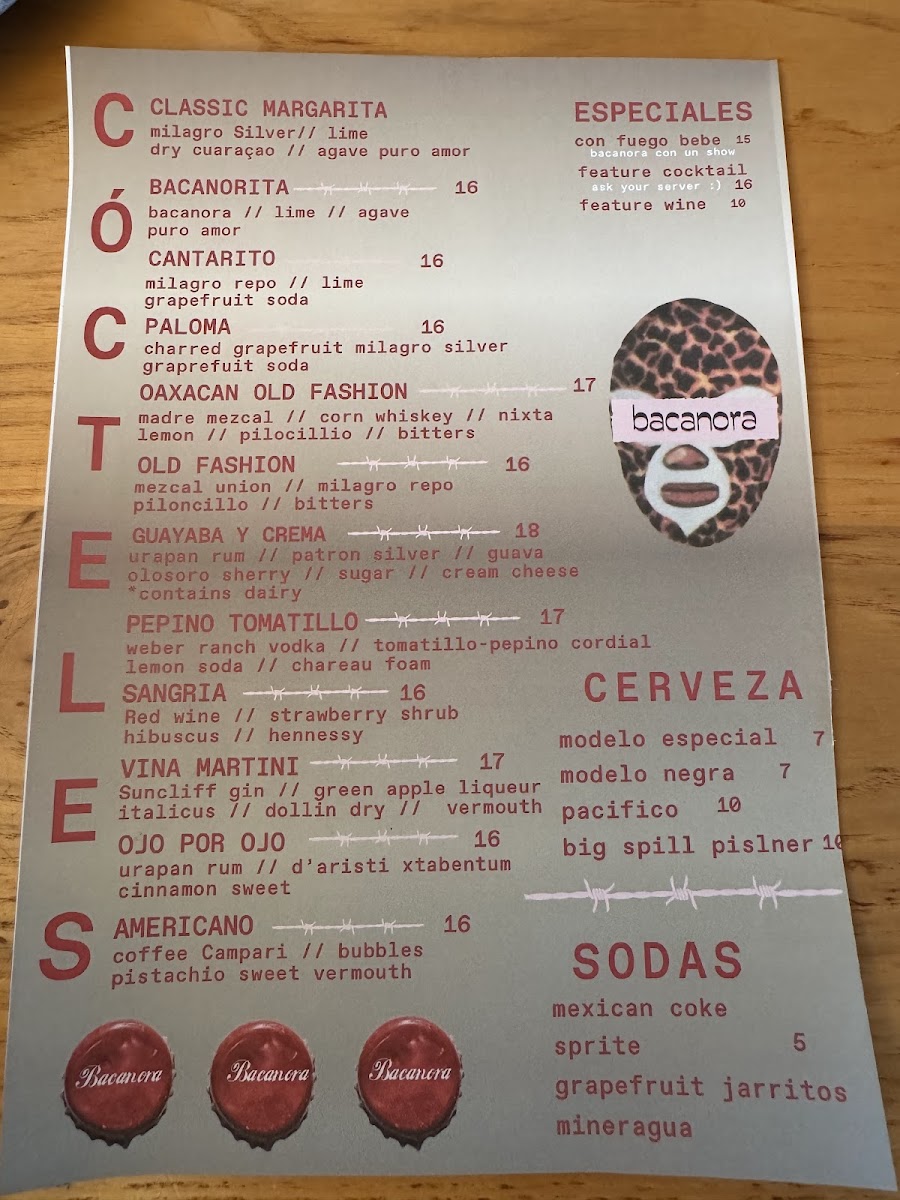 CÓCTELES
CLASSIC MARGARITA
milagro Silver// lime
dry cuaraçao // agave puro amor
BACANORITA 16
bacanora // lime // agave
puro amor
CANTARITO 16
milagro repo // lime
grapefruit soda
PALOMA 16
charred grapefruit milagro silver
graprefuit soda
OAXACAN OLD FASHION 17
madre mezcal // corn whiskey // nixta
lemon // pilocillio // bitters
OLD FASHION 16
mezcal union // milagro repo
piloncillo // bitters
GUAYABA Y CREMA 18
urapan rum // patron silver // guava
olosoro sherry // sugar // cream cheese
*contains dairy
PEPINO TOMATILLO 17
weber ranch vodka // tomatillo-pepino cordial
lemon soda // chareau foam
SANGRIA 16
Red wine // strawberry shrub
hibuscus // hennessy
VINA MARTINI 17
Suncliff gin // green apple liqueur
italicus // dollin dry // vermouth
OJO POR OJO 16
urapan rum // d'aristi xtabentum
cinnamon sweet
AMERICANO 16
coffee Campari // bubbles
pistachio sweet vermouth
Bacanora
Bacanora
Bacanora
ESPECIALES
con fuego bebe 15
bacanora con un show
feature cocktail
ask your server :) 16
feature wine 10
bacanora
CERVEZA
modelo especial 7
modelo negra 7
pacifico 10
big spill pislner 10
SODAS
mexican coke
sprite 5
grapefruit jarritos
mineragua